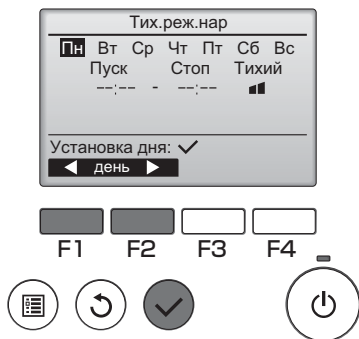 Тих.реж.нар
Пн Вт Ср Чт Пт Сб Вс
Пуск Стоп Тихий
--:-- - --:--
Установка дня: ✓
◀ день ▶
F1 F2 F3 F4